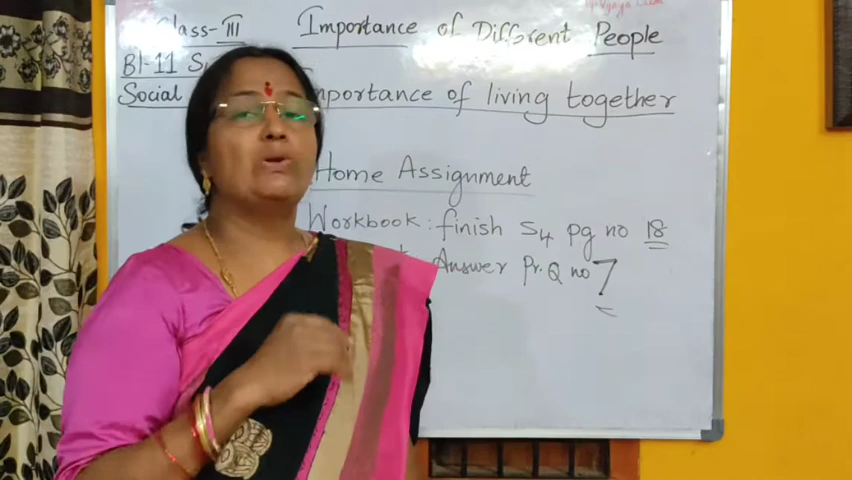 Class-III Importance of Different People
Bl-11
Social Importance of living together
Home Assignment
Workbook : finish S4 pg no 18
Answer Pr.Q no 7